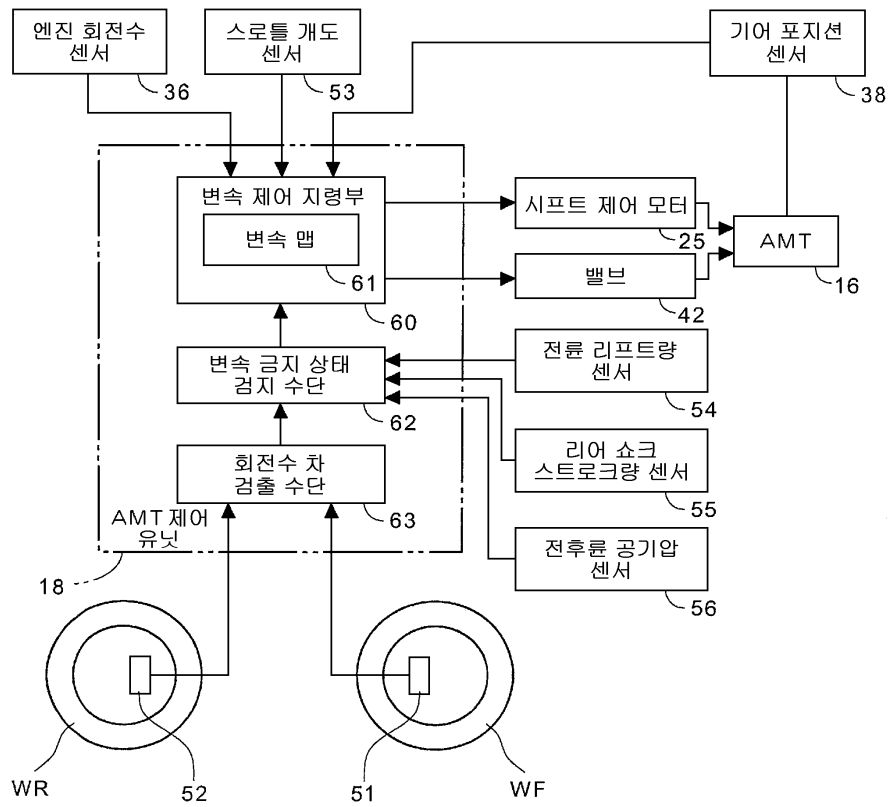 엔진 회전수
센서
36
스로틀 개도
센서
53
기어 포지션
센서
38
변속 제어 지령부
변속 맵
61
60
시프트 제어 모터
25
AMT
16
밸브
42
변속 금지 상태
검지 수단
62
전륜 리프트량
센서
54
회전수 차
검출 수단
63
리어 쇼크
스트로크량 센서
55
AMT 제어
유닛
18
전후륜 공기압
센서
56
WR
52
51
WF